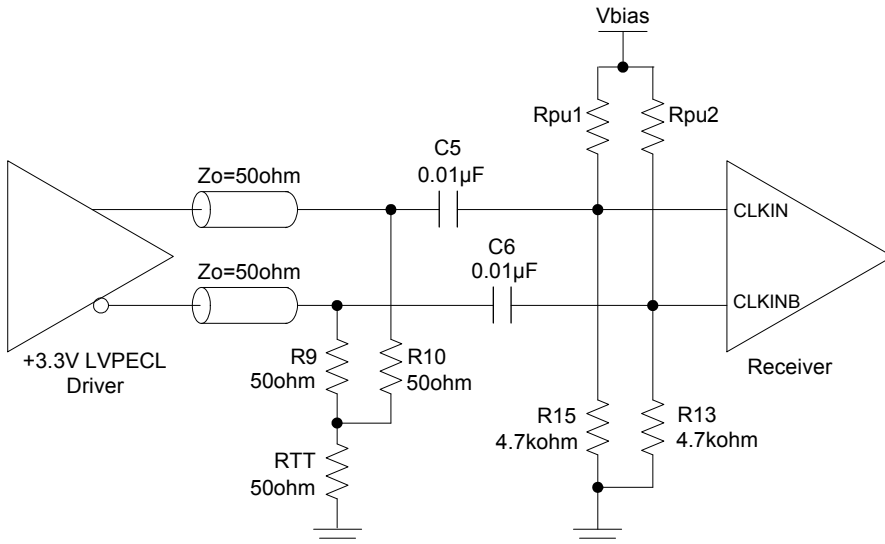 Vbias
Rpu1
Rpu2
C5
0.01µF
Zo=50ohm
CLKIN
C6
0.01µF
Zo=50ohm
CLKINB
+3.3V LVPECL
Driver
R9
50ohm
R10
50ohm
Receiver
R15
4.7kohm
R13
4.7kohm
RTT
50ohm